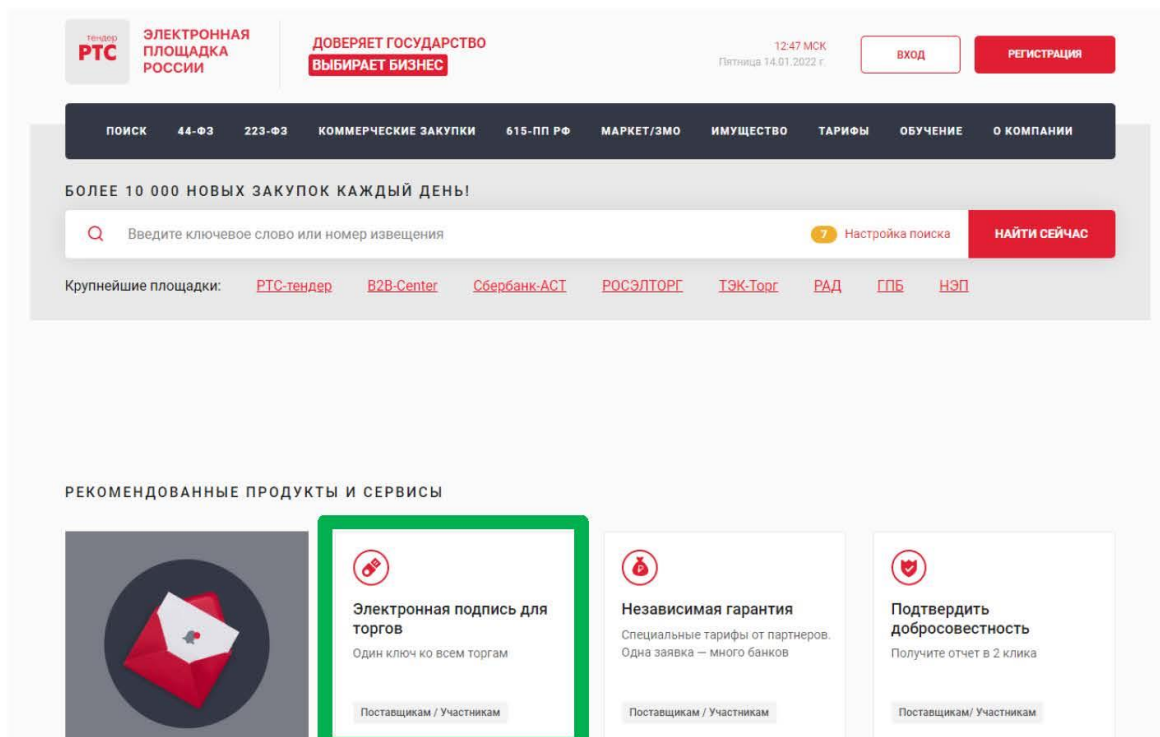 тендер
РТС
ЭЛЕКТРОННАЯ
ПЛОЩАДКА
РОССИИ
ДОВЕРЯЕТ ГОСУДАРСТВО
ВЫБИРАЕТ БИЗНЕС
12:47 МСК
Пятница 14.01.2022 г.
ВХОД
РЕГИСТРАЦИЯ
ПОИСК 44-ФЗ 223-ФЗ КОММЕРЧЕСКИЕ ЗАКУПКИ 615-ПП РФ МАРКЕТ/ЗМО ИМУЩЕСТВО ТАРИФЫ ОБУЧЕНИЕ О КОМПАНИИ
БОЛЕЕ 10 000 НОВЫХ ЗАКУПОК КАЖДЫЙ ДЕНЬ!
Введите ключевое слово или номер извещения 7 Настройка поиска НАЙТИ СЕЙЧАС
Крупнейшие площадки: РТС-тендер B2B-Center Сбербанк-АСТ РОСЭЛТОРГ ТЭК-Торг РАД ГПБ НЭП
РЕКОМЕНДОВАННЫЕ ПРОДУКТЫ И СЕРВИСЫ
Электронная подпись для
торгов
Один ключ ко всем торгам
Поставщикам / Участникам
Независимая гарантия
Специальные тарифы от партнеров.
Одна заявка — много банков
Поставщикам / Участникам
Подтвердить
добросовестность
Получите отчет в 2 клика
Поставщикам/ Участникам